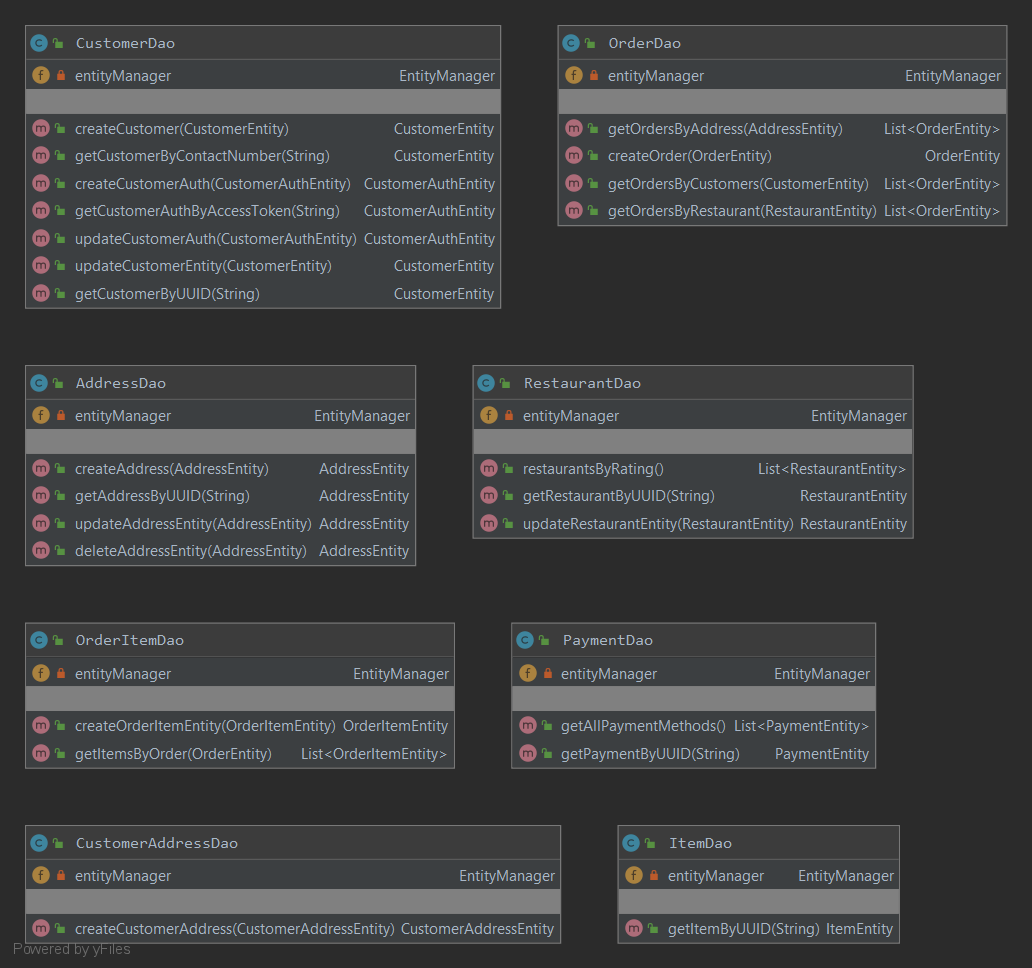 CustomerDao
entityManager EntityManager
createCustomer(CustomerEntity) CustomerEntity
getCustomerByContactNumber(String) CustomerEntity
createCustomerAuth(CustomerAuthEntity) CustomerAuthEntity
getCustomerAuthByAccessToken(String) CustomerAuthEntity
updateCustomerAuth(CustomerAuthEntity) CustomerAuthEntity
updateCustomerEntity(CustomerEntity) CustomerEntity
getCustomerByUUID(String) CustomerEntity
OrderDao
entityManager EntityManager
getOrdersByAddress(AddressEntity) List<OrderEntity>
createOrder(OrderEntity) OrderEntity
getOrdersByCustomers(CustomerEntity) List<OrderEntity>
getOrdersByRestaurant(RestaurantEntity) List<OrderEntity>
AddressDao
entityManager EntityManager
createAddress(AddressEntity) AddressEntity
getAddressByUUID(String) AddressEntity
updateAddressEntity(AddressEntity) AddressEntity
deleteAddressEntity(AddressEntity) AddressEntity
RestaurantDao
entityManager EntityManager
restaurantsByRating() List<RestaurantEntity>
getRestaurantByUUID(String) RestaurantEntity
updateRestaurantEntity(RestaurantEntity) RestaurantEntity
OrderItemDao
entityManager EntityManager
createOrderItemEntity(OrderItemEntity) OrderItemEntity
getItemsByOrder(OrderEntity) List<OrderItemEntity>
PaymentDao
entityManager EntityManager
getAllPaymentMethods() List<PaymentEntity>
getPaymentByUUID(String) PaymentEntity
CustomerAddressDao
entityManager EntityManager
createCustomerAddress(CustomerAddressEntity) CustomerAddressEntity
ItemDao
entityManager EntityManager
getItemByUUID(String) ItemEntity
Powered by yFiles